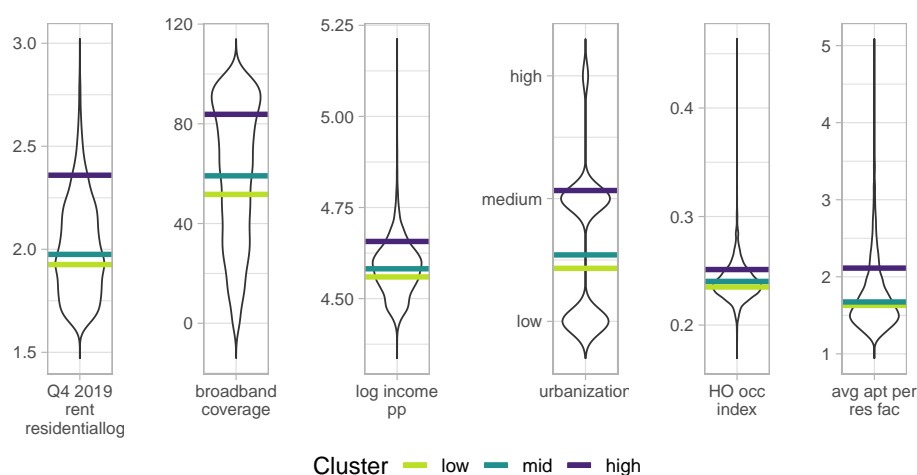 3.0
2.5
2.0
1.5
Q4 2019
rent
residentiallog
120
80
40
0
broadband
coverage
5.25
5.00
4.75
4.50
log income
pp
high
medium
low
urbanization
0.4
0.3
0.2
HO occ
index
5
4
3
2
1
avg apt per
res fac
Cluster low mid high